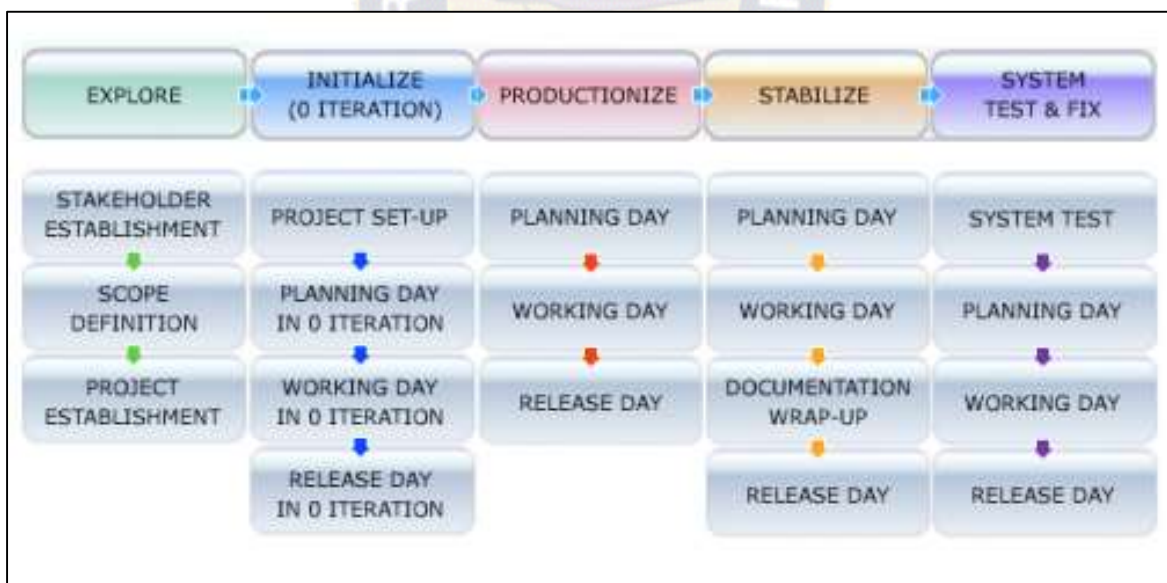 EXPLORE
INITIALIZE
(0 ITERATION)
PRODUCTIONIZE
STABILIZE
SYSTEM
TEST & FIX
STAKEHOLDER
ESTABLISHMENT
SCOPE
DEFINITION
PROJECT
ESTABLISHMENT
PROJECT SET-UP
PLANNING DAY
IN 0 ITERATION
WORKING DAY
IN 0 ITERATION
RELEASE DAY
IN 0 ITERATION
PLANNING DAY
WORKING DAY
RELEASE DAY
PLANNING DAY
WORKING DAY
DOCUMENTATION
WRAP-UP
RELEASE DAY
SYSTEM TEST
PLANNING DAY
WORKING DAY
RELEASE DAY